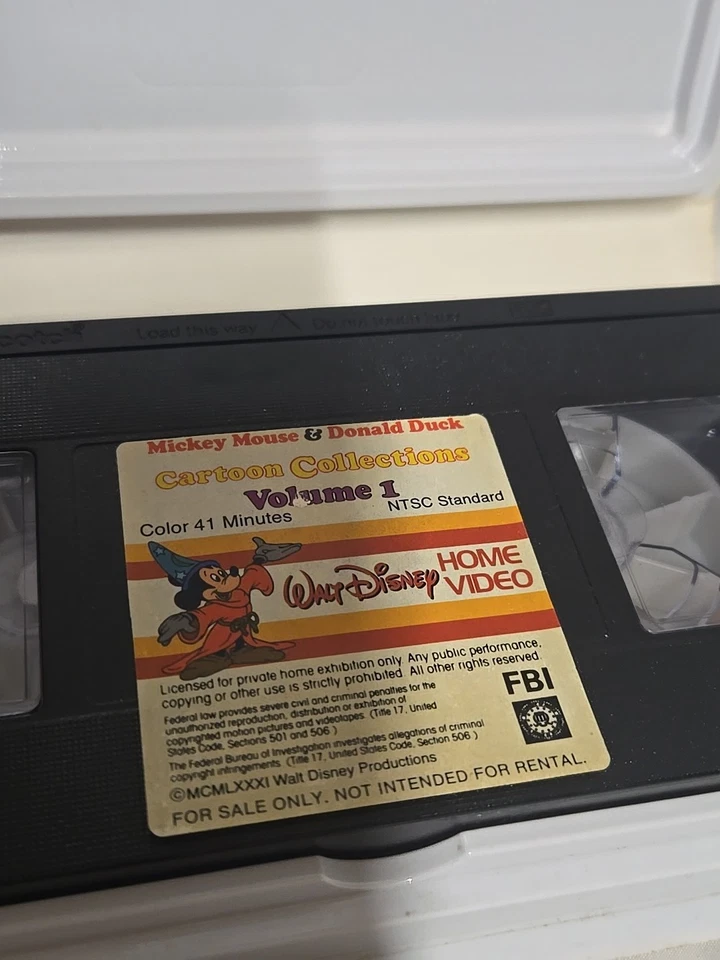 Load this way
Mickey Mouse & Donald Duck
Cartoon Collections
Volume I
Color 41 Minutes
NTSC Standard
WALT DISNEY
HOME
VIDEO
Licensed for private home exhibition only. Any public performance,
copying or other use is strictly prohibited. All other rights reserved.
Federal law provides severe civil and criminal penalties for the
unauthorized reproduction, distribution or exhibition of
copyrighted motion pictures and videotapes. (Title 17, United
States Code, Sections 501 and 506)
The Federal Bureau of Investigation investigates allegations of criminal
copyright infringements. (Title 17, United States Code, Section 506)
FBI
©MCMLXXXI Walt Disney Productions
FOR SALE ONLY. NOT INTENDED FOR RENTAL.